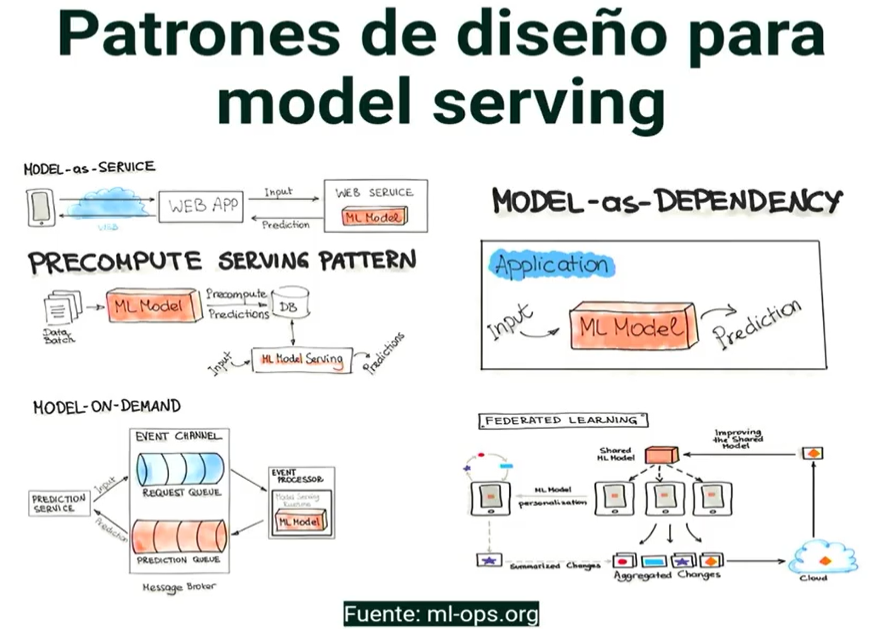 Patrones de diseño para
model serving
MODEL-as-SERVICE
WEB
WEB APP
Input
Prediction
WEB SERVICE
ML Model
PRECOMPUTE SERVING PATTERN
Data
Batch
ML Model
Precompute
Predictions
DB
Input
ML Model Serving
Predictions
MODEL-ON-DEMAND
PREDICTION
SERVICE
Input
Prediction
EVENT CHANNEL
REQUEST QUEUE
PREDICTION QUEUE
Message Broker
EVENT
PROCESSOR
Model Serving
Runtime
ML Model
MODEL-as-DEPENDENCY
Application
Input
ML Model
Prediction
FEDERATED LEARNING
Shared
ML Model
Improving
the Shared
Model
ML Model
personalisation
Summarized Changes
Aggregated Changes
Cloud
Fuente: ml-ops.org